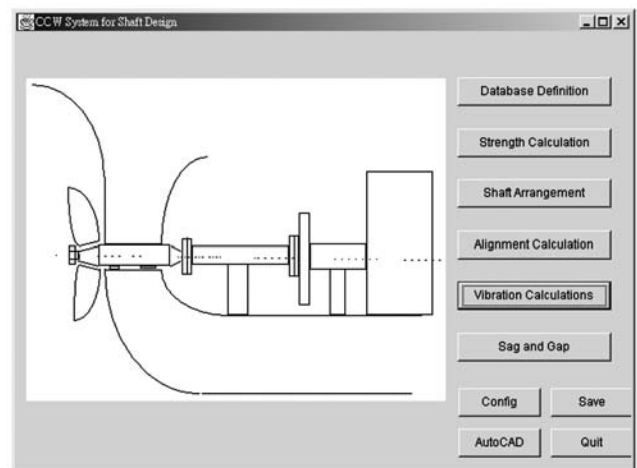 CCW System for Shaft Design
Database Definition
Strength Calculation
Shaft Arrangement
Alignment Calculation
Vibration Calculations
Sag and Gap
Config
Save
AutoCAD
Quit